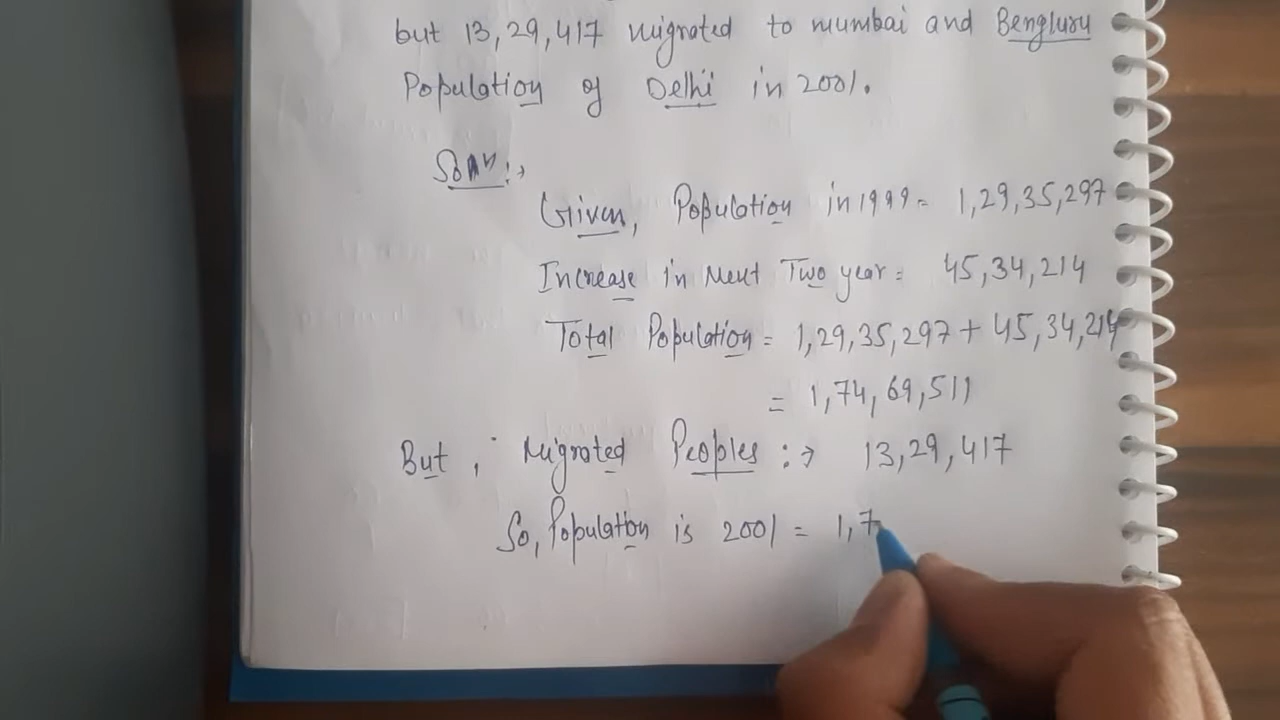 but 13,29,417 migrated to mumbai and Bengluru
Population of Delhi in 2001.
Soln :→
Given, Population in 1999 = 1,29,35,297
Increase in Next Two year = 45,34,214
Total Population = 1,29,35,297 + 45,34,214
= 1,74,69,511
But, Migrated Peoples :→ 13,29,417
So, Population is 2001 = 1,7